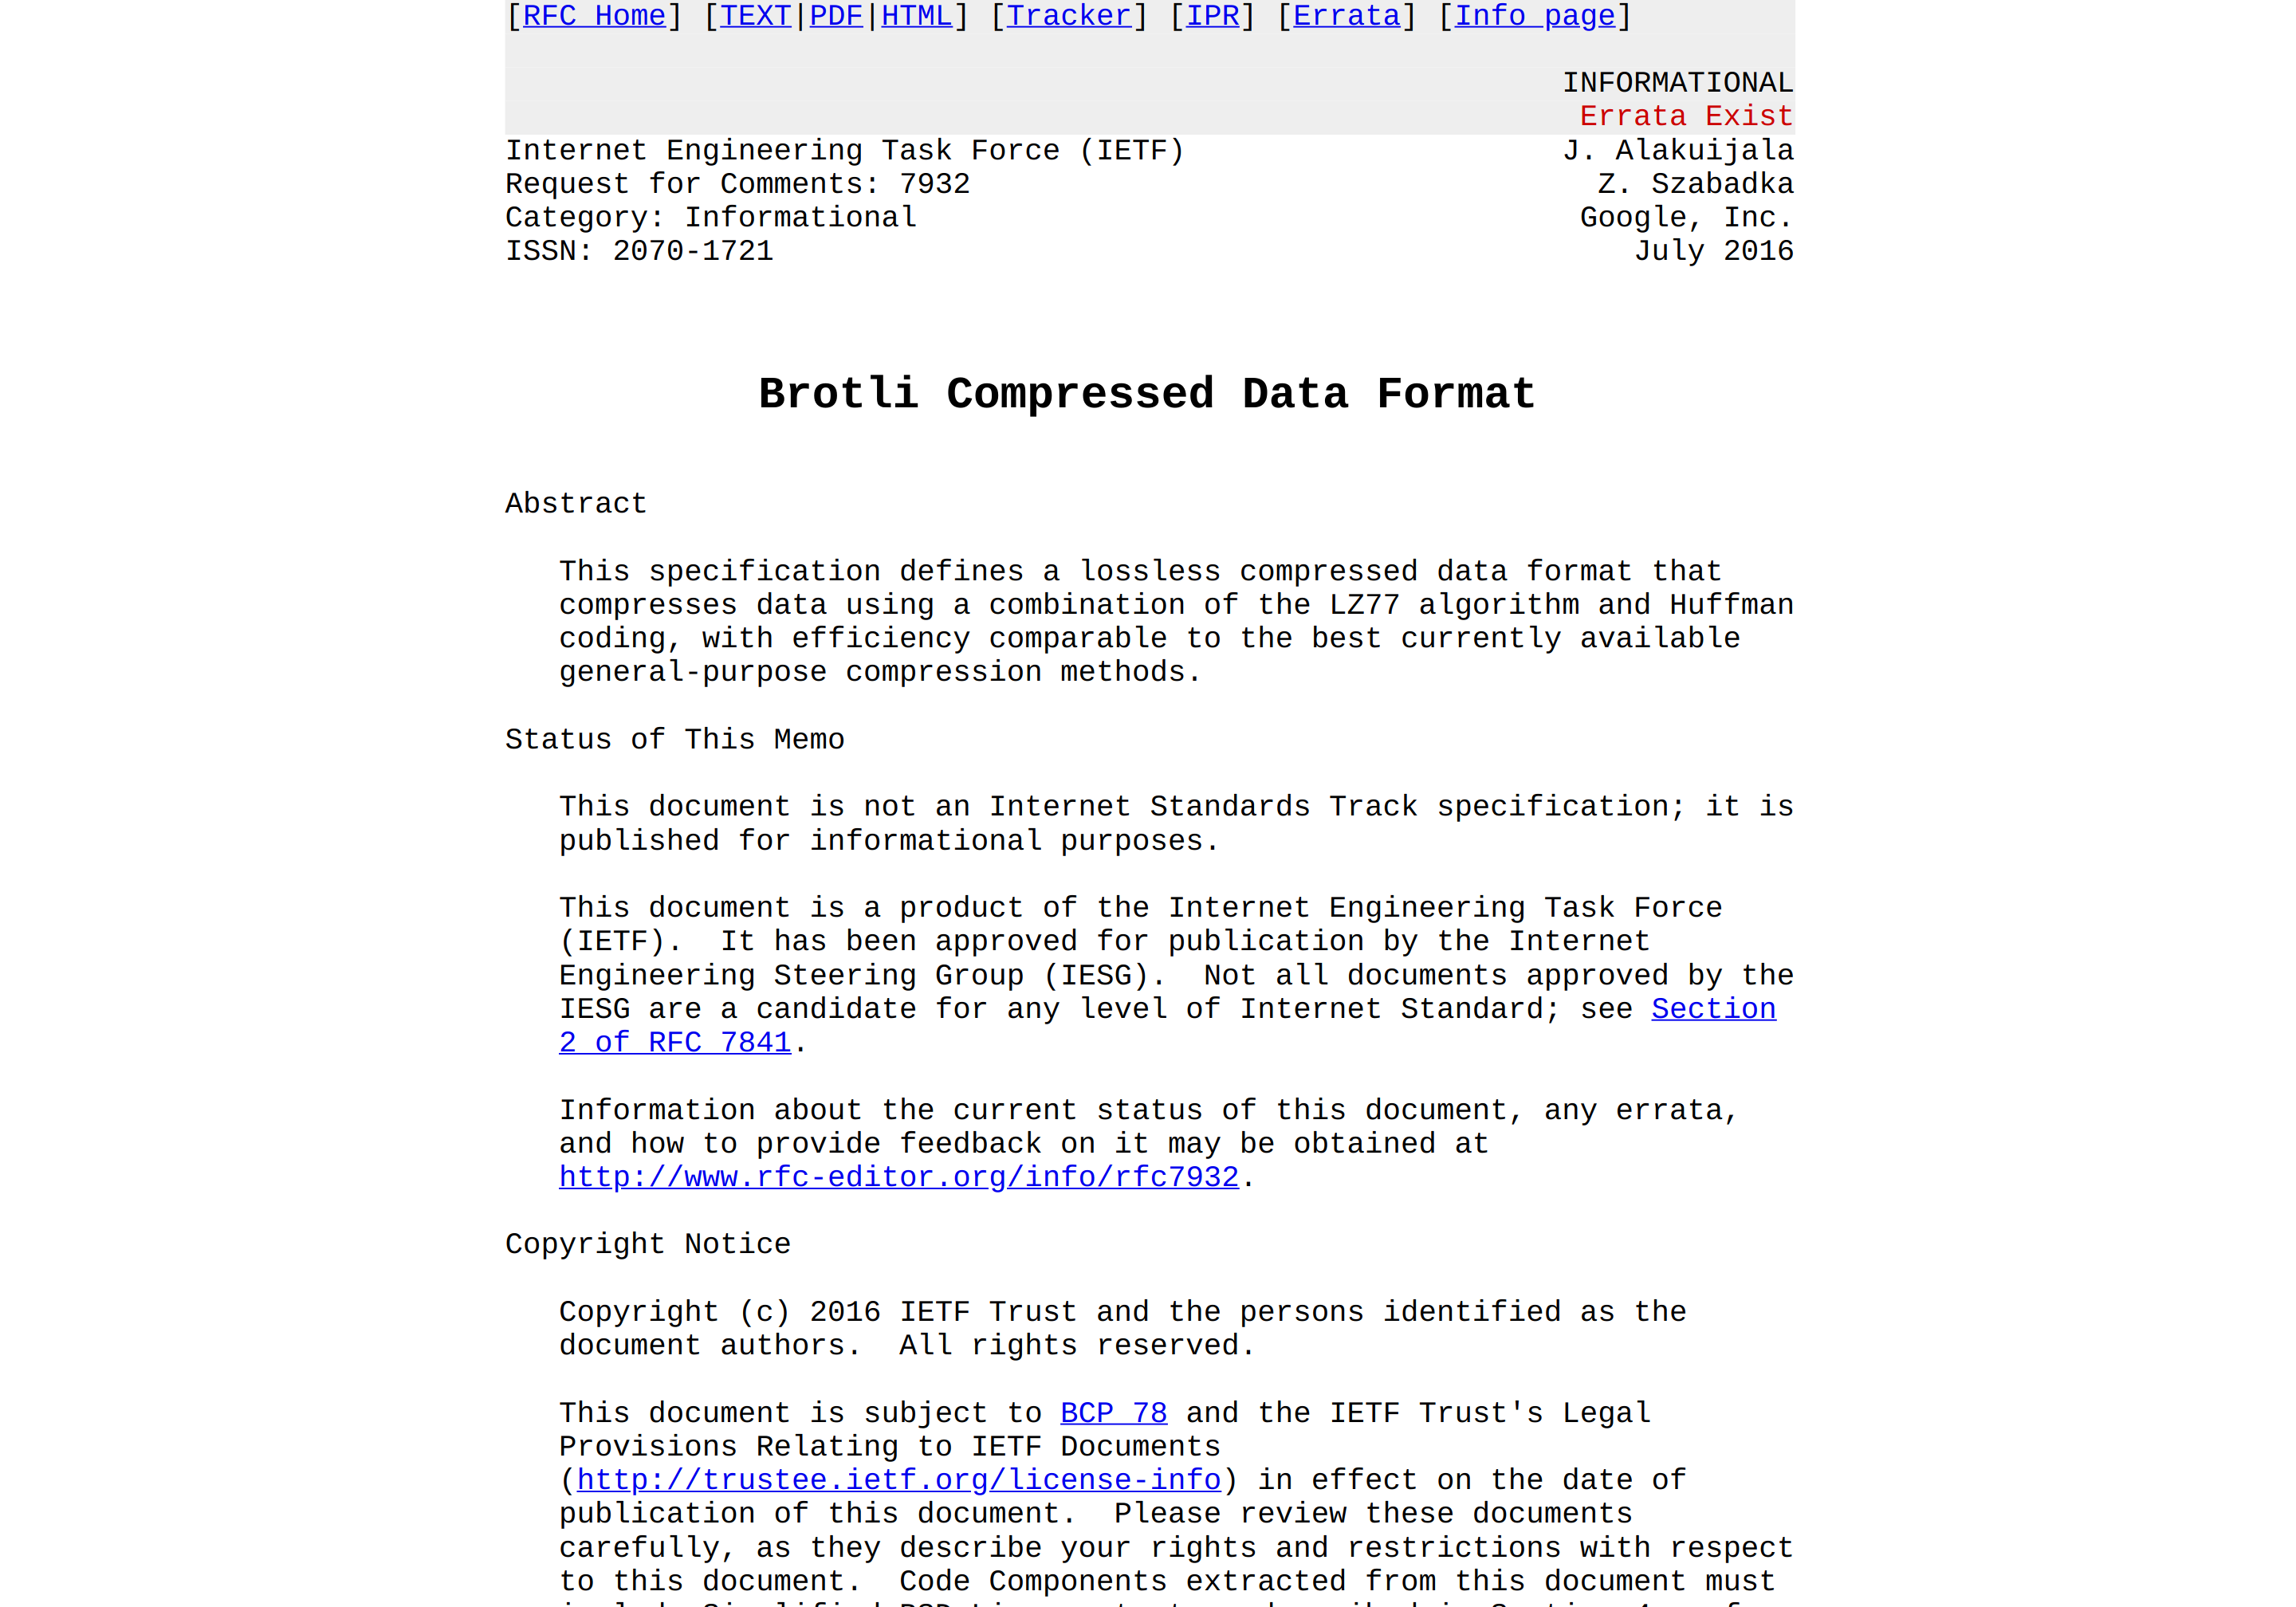 [RFC Home] [TEXT|PDF|HTML] [Tracker] [IPR] [Errata] [Info page]
INFORMATIONAL
Errata Exist
Internet Engineering Task Force (IETF) J. Alakuijala
Request for Comments: 7932 Z. Szabadka
Category: Informational Google, Inc.
ISSN: 2070-1721 July 2016
Brotli Compressed Data Format
Abstract
This specification defines a lossless compressed data format that
compresses data using a combination of the LZ77 algorithm and Huffman
coding, with efficiency comparable to the best currently available
general-purpose compression methods.
Status of This Memo
This document is not an Internet Standards Track specification; it is
published for informational purposes.
This document is a product of the Internet Engineering Task Force
(IETF).  It has been approved for publication by the Internet
Engineering Steering Group (IESG).  Not all documents approved by the
IESG are a candidate for any level of Internet Standard; see Section
2 of RFC 7841.
Information about the current status of this document, any errata,
and how to provide feedback on it may be obtained at
http://www.rfc-editor.org/info/rfc7932.
Copyright Notice
Copyright (c) 2016 IETF Trust and the persons identified as the
document authors.  All rights reserved.
This document is subject to BCP 78 and the IETF Trust's Legal
Provisions Relating to IETF Documents
(http://trustee.ietf.org/license-info) in effect on the date of
publication of this document.  Please review these documents
carefully, as they describe your rights and restrictions with respect
to this document.  Code Components extracted from this document must